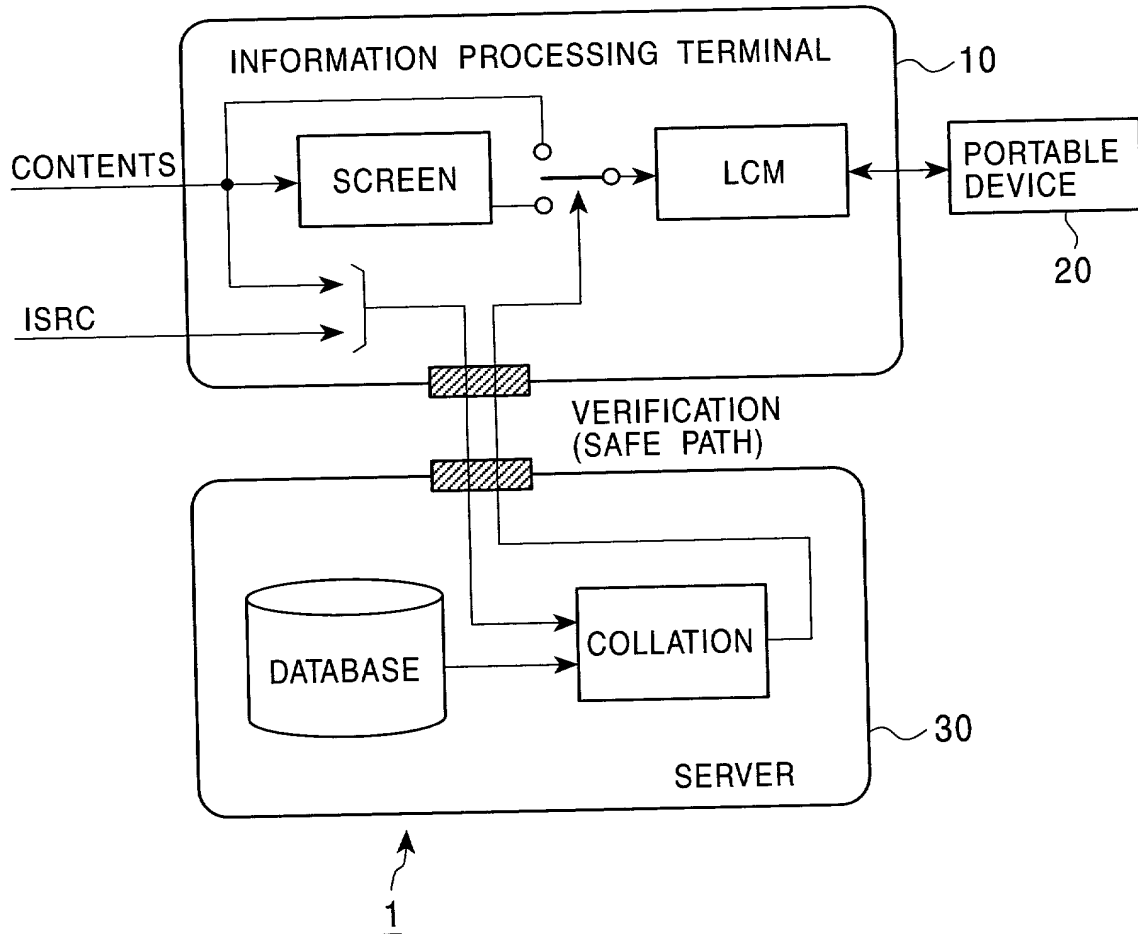 INFORMATION PROCESSING TERMINAL
10
CONTENTS
SCREEN
LCM
PORTABLE
DEVICE
20
ISRC
VERIFICATION
(SAFE PATH)
DATABASE
COLLATION
30
SERVER
1